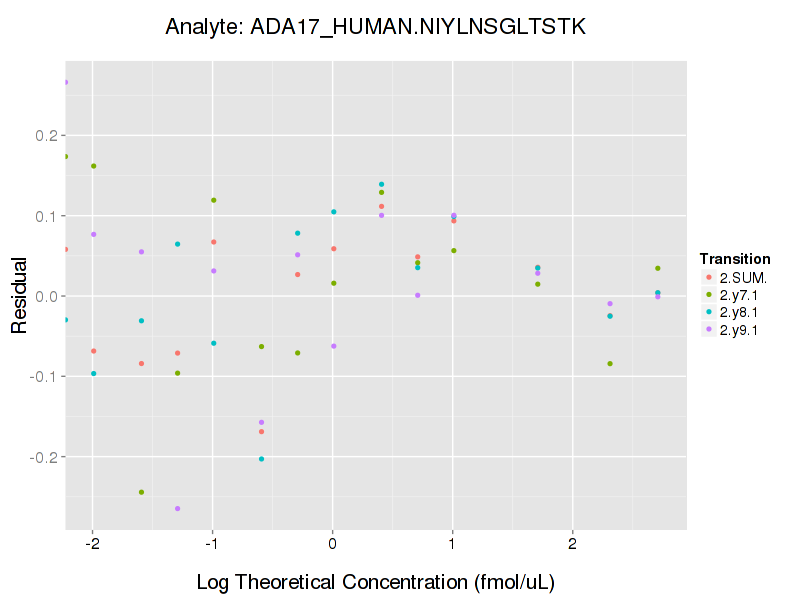 Analyte: ADA17_HUMAN.NIYLNSGLTSTK
Residual
0.2
0.1
0.0
-0.1
-0.2
-2 -1 0 1 2
Log Theoretical Concentration (fmol/uL)
Transition
2.SUM.
2.y7.1
2.y8.1
2.y9.1